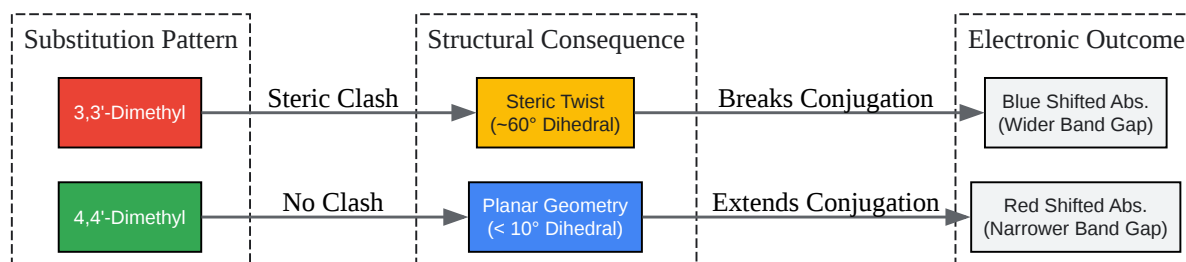 Substitution Pattern
Structural Consequence
Electronic Outcome
3,3'-Dimethyl
Steric Clash
Steric Twist
(~60° Dihedral)
Breaks Conjugation
Blue Shifted Abs.
(Wider Band Gap)
4,4'-Dimethyl
No Clash
Planar Geometry
(< 10° Dihedral)
Extends Conjugation
Red Shifted Abs.
(Narrower Band Gap)